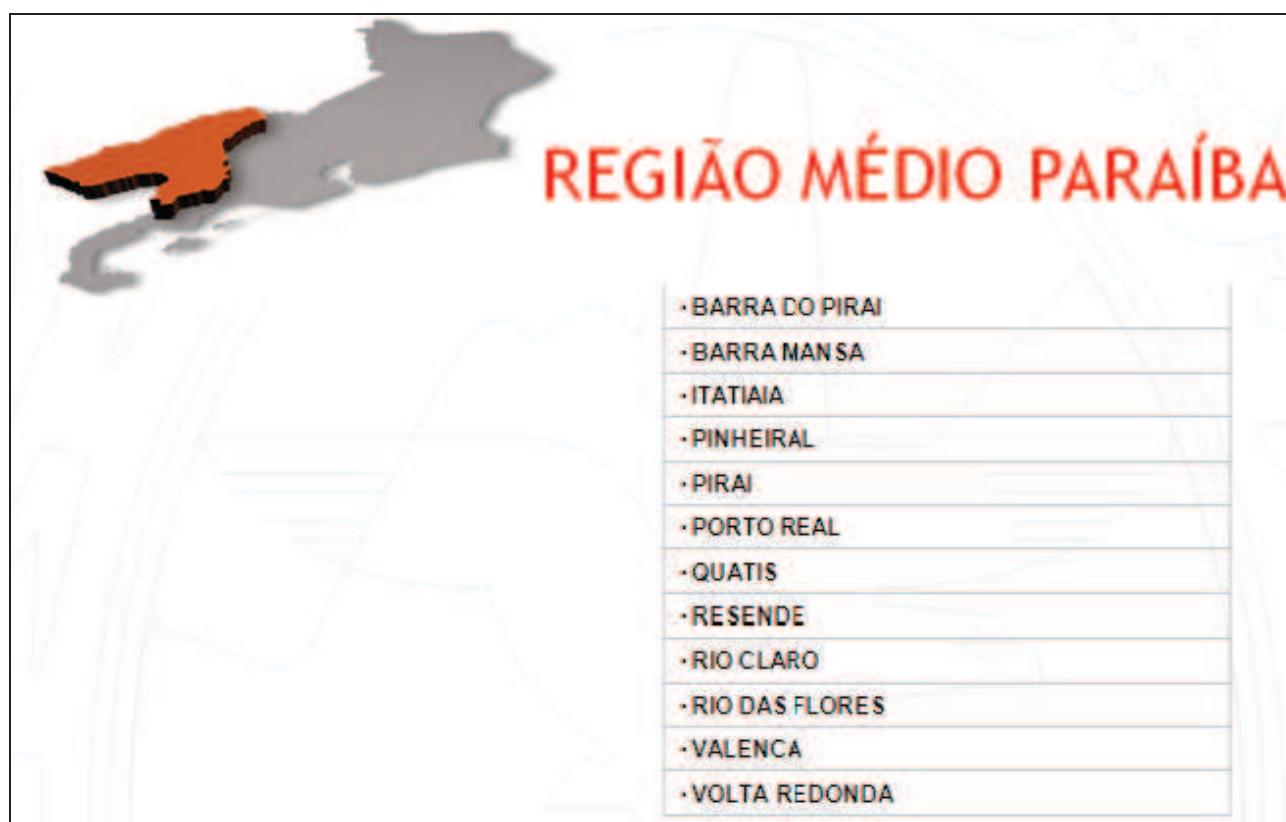 REGIÃO MÉDIO PARAÍBA
·BARRA DO PIRAI
·BARRA MANSA
·ITATIAIA
·PINHEIRAL
·PIRAI
·PORTO REAL
·QUATIS
·RESENDE
·RIO CLARO
·RIO DAS FLORES
·VALENCA
·VOLTA REDONDA